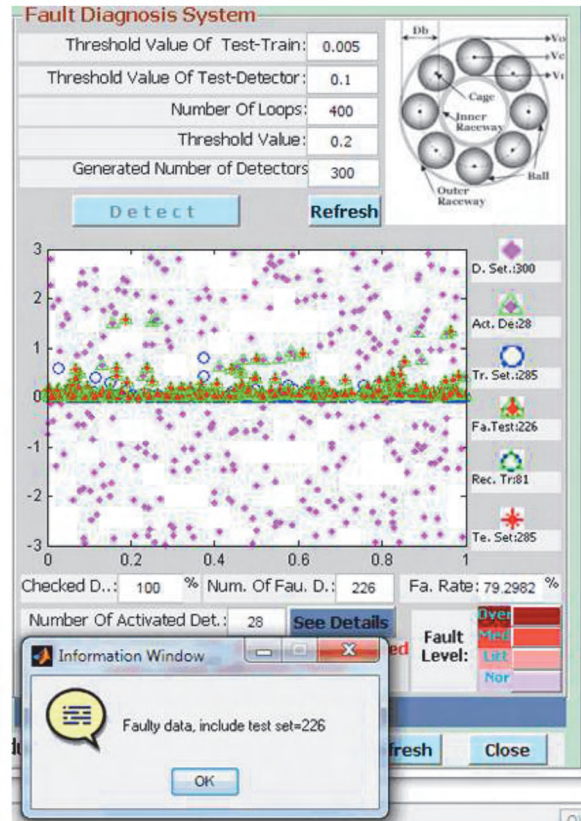 Fault Diagnosis System
Threshold Value Of Test-Train: 0.005
Threshold Value Of Test-Detector: 0.1
Number Of Loops: 400
Threshold Value: 0.2
Generated Number of Detectors 300
Detect Refresh
Db
Vo
Vc
Vi
Cage
Inner
Raceway
Ball
Outer
Raceway
3
2
1
0
-1
-2
-3
0 0.2 0.4 0.6 0.8 1
D. Set.:300
Act. De:28
Tr. Set.:285
Fa.Test:226
Rec. Tr:81
Te. Set:285
Checked D..: 100 % Num. Of Fau. D.: 226 Fa. Rate: 79.2982 %
Number Of Activated Det.: 28 See Details
Fault
Level:
Over
Med
Litt
Nor
Information Window
Faulty data, include test set=226
OK
Close